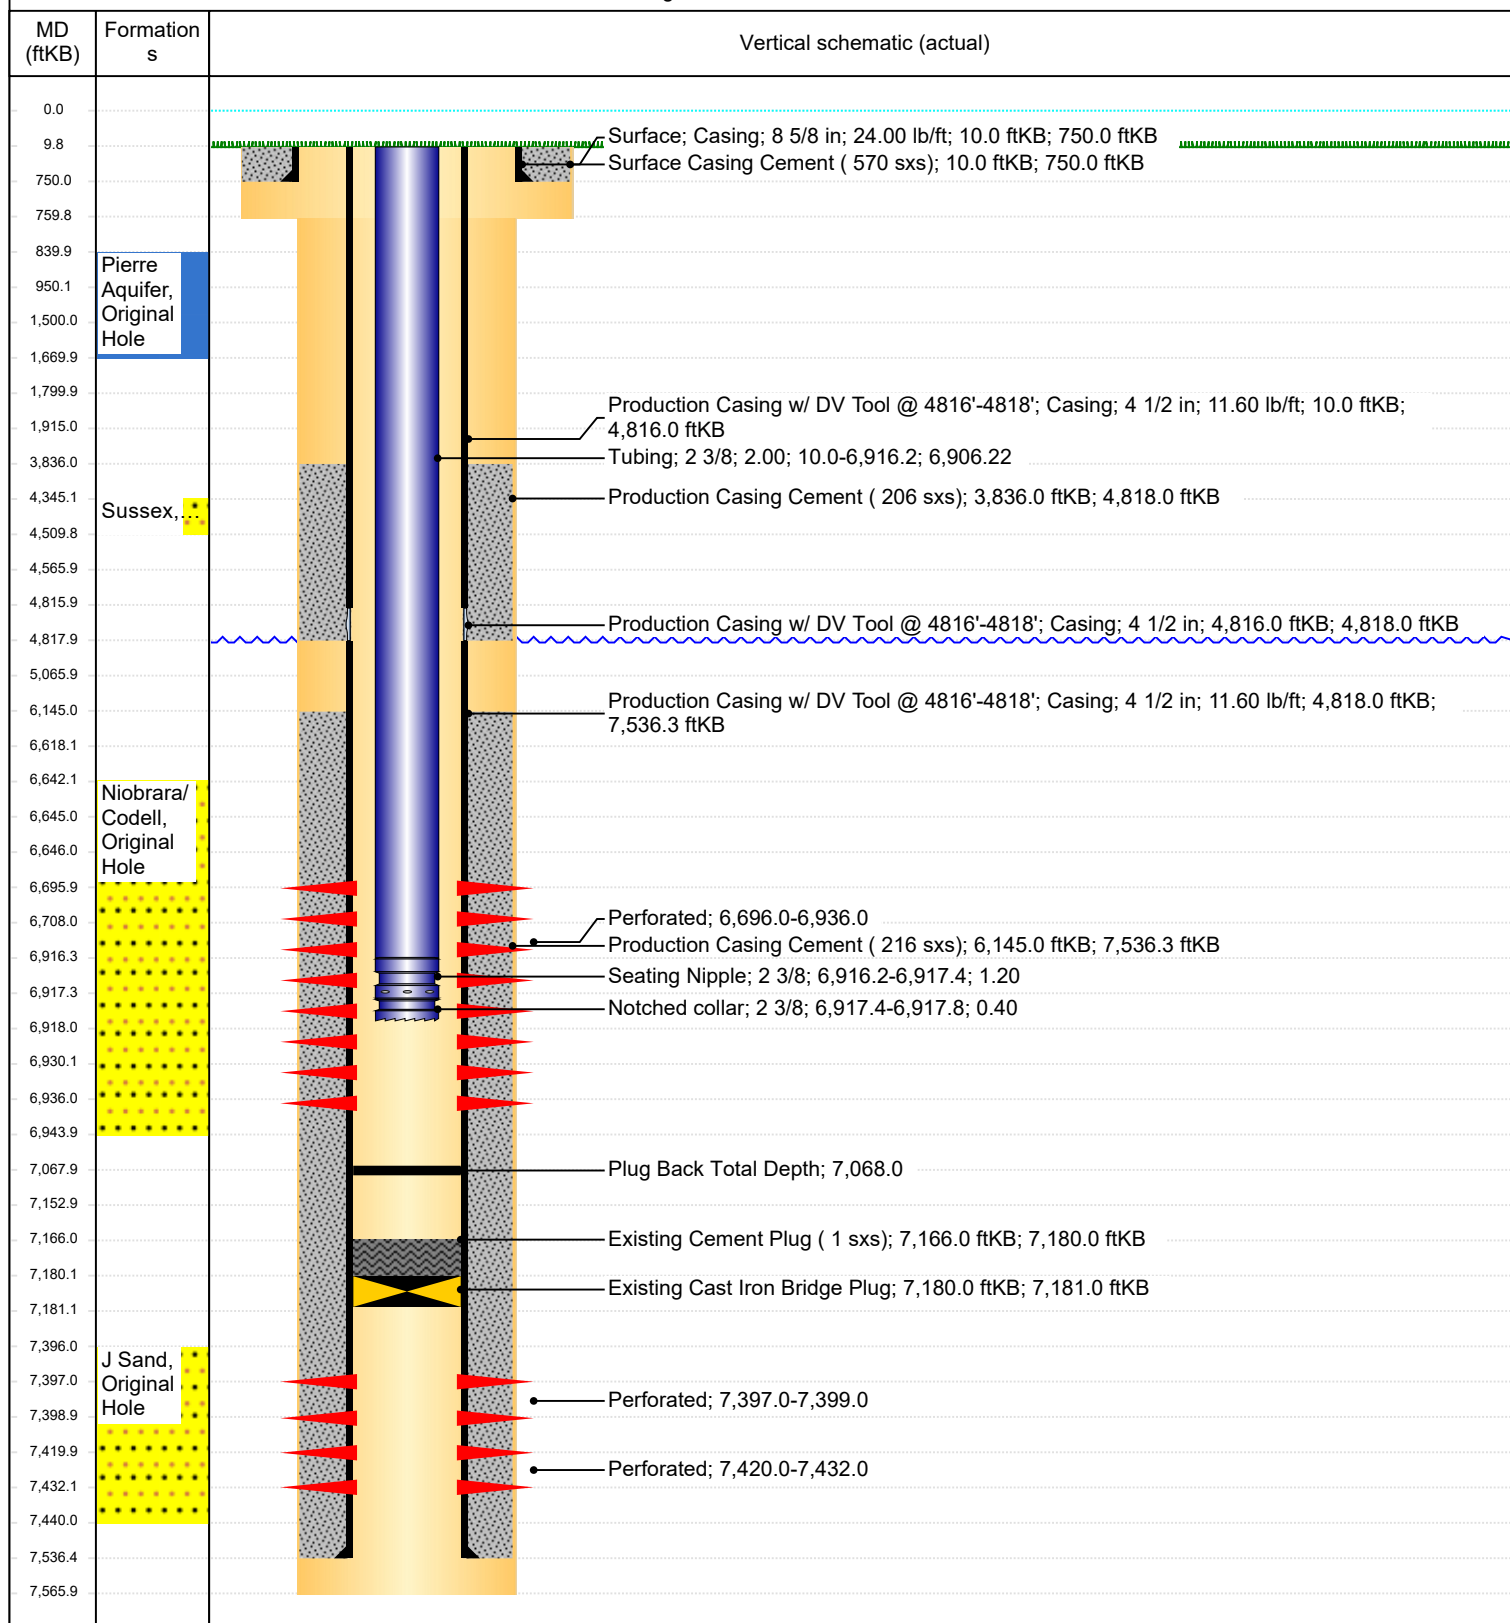 MD
(ftKB)
Formation
s
Vertical schematic (actual)
0.0
9.8
750.0
759.8
839.9
950.1
1,500.0
1,669.9
1,799.9
1,915.0
3,836.0
4,345.1
4,509.8
4,565.9
4,815.9
4,817.9
5,065.9
6,145.0
6,618.1
6,642.1
6,645.0
6,646.0
6,695.9
6,708.0
6,916.3
6,917.3
6,918.0
6,930.1
6,936.0
6,943.9
7,067.9
7,152.9
7,166.0
7,180.1
7,181.1
7,396.0
7,397.0
7,398.9
7,419.9
7,432.1
7,440.0
7,536.4
7,565.9
Pierre
Aquifer,
Original
Hole
Sussex,...
Niobrara/
Codell,
Original
Hole
J Sand,
Original
Hole
Surface; Casing; 8 5/8 in; 24.00 lb/ft; 10.0 ftKB; 750.0 ftKB
Surface Casing Cement ( 570 sxs); 10.0 ftKB; 750.0 ftKB
Production Casing w/ DV Tool @ 4816'-4818'; Casing; 4 1/2 in; 11.60 lb/ft; 10.0 ftKB;
4,816.0 ftKB
Tubing; 2 3/8; 2.00; 10.0-6,916.2; 6,906.22
Production Casing Cement ( 206 sxs); 3,836.0 ftKB; 4,818.0 ftKB
Production Casing w/ DV Tool @ 4816'-4818'; Casing; 4 1/2 in; 4,816.0 ftKB; 4,818.0 ftKB
Production Casing w/ DV Tool @ 4816'-4818'; Casing; 4 1/2 in; 11.60 lb/ft; 4,818.0 ftKB;
7,536.3 ftKB
Perforated; 6,696.0-6,936.0
Production Casing Cement ( 216 sxs); 6,145.0 ftKB; 7,536.3 ftKB
Seating Nipple; 2 3/8; 6,916.2-6,917.4; 1.20
Notched collar; 2 3/8; 6,917.4-6,917.8; 0.40
Plug Back Total Depth; 7,068.0
Existing Cement Plug ( 1 sxs); 7,166.0 ftKB; 7,180.0 ftKB
Existing Cast Iron Bridge Plug; 7,180.0 ftKB; 7,181.0 ftKB
Perforated; 7,397.0-7,399.0
Perforated; 7,420.0-7,432.0